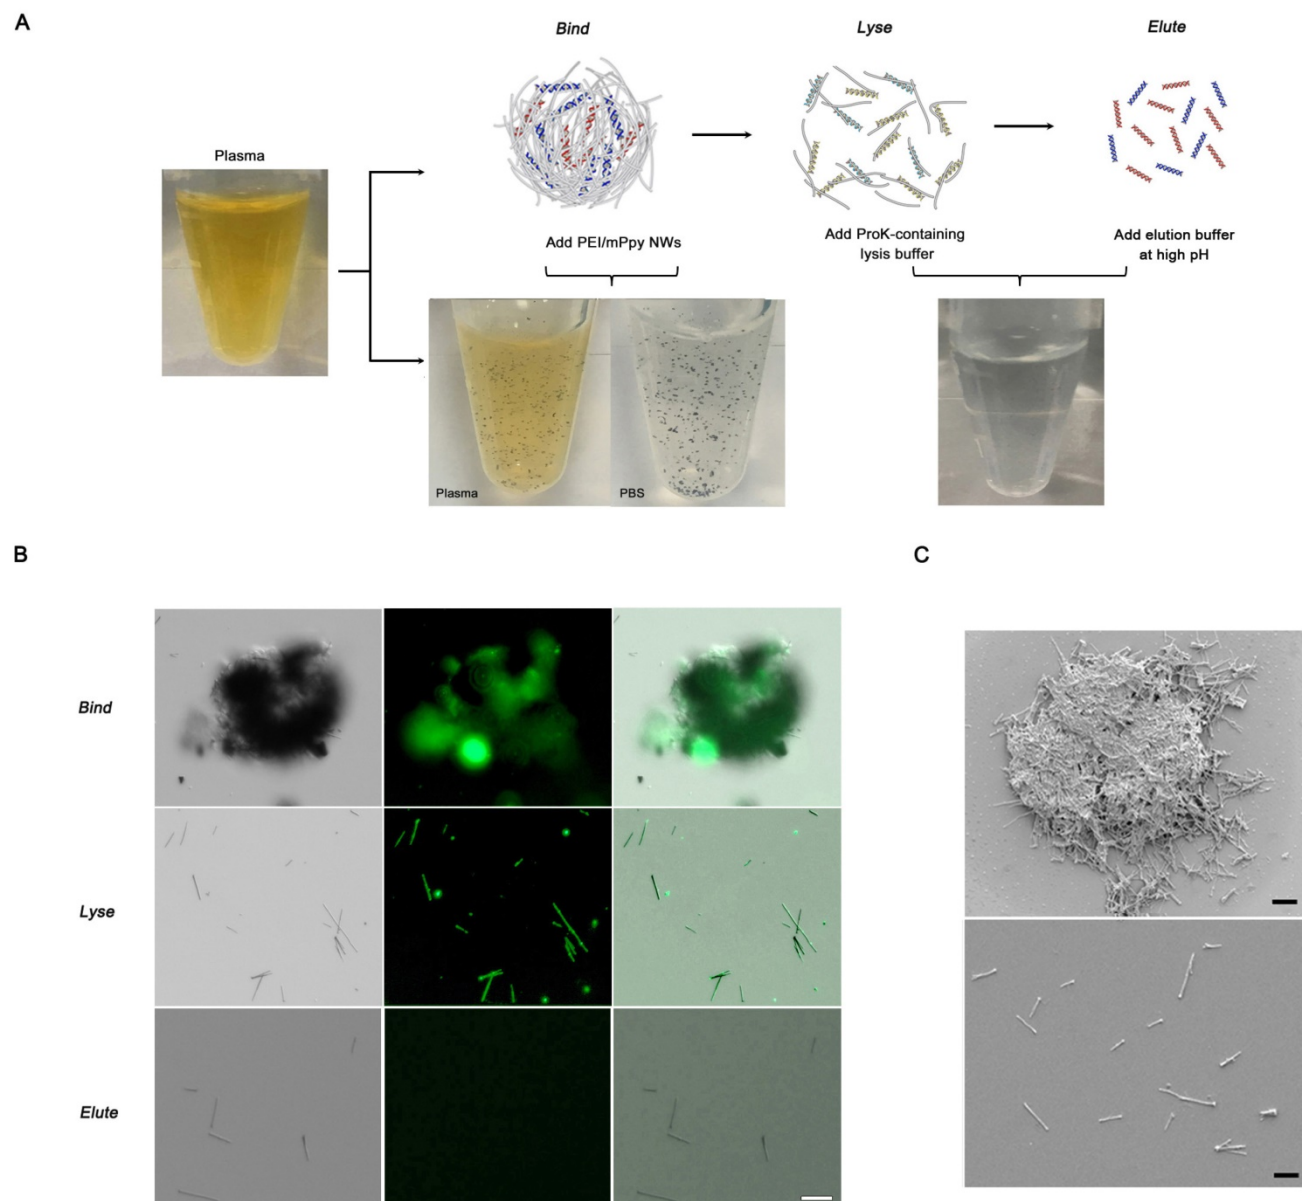 A
Bind
Lyse
Elute
Plasma
Add PEI/mPpy NWs
Add ProK-containing
lysis buffer
Add elution buffer
at high pH
Plasma
PBS
B
C
Bind
Lyse
Elute